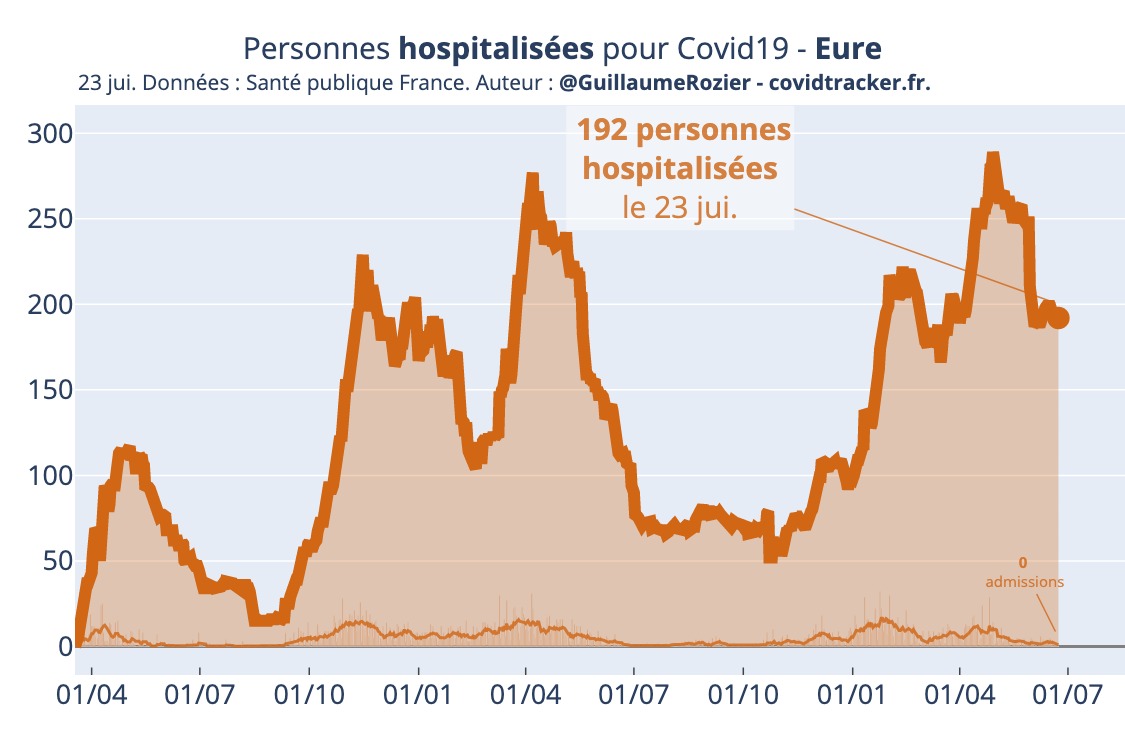 Personnes hospitalisées pour Covid19 - Eure
23 jui. Données : Santé publique France. Auteur : @GuillaumeRozier - covidtracker.fr.
192 personnes
hospitalisées
le 23 jui.
300
250
200
150
100
50
0
0
admissions
01/04 01/07 01/10 01/01 01/04 01/07 01/10 01/01 01/04 01/07